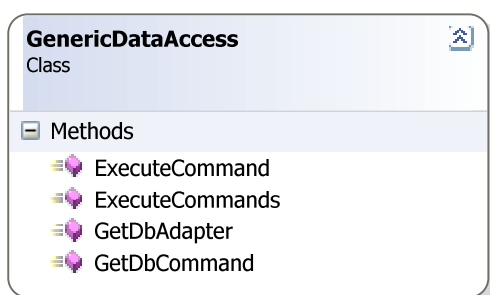 GenericDataAccess
Class
Methods
ExecuteCommand
ExecuteCommands
GetDbAdapter
GetDbCommand